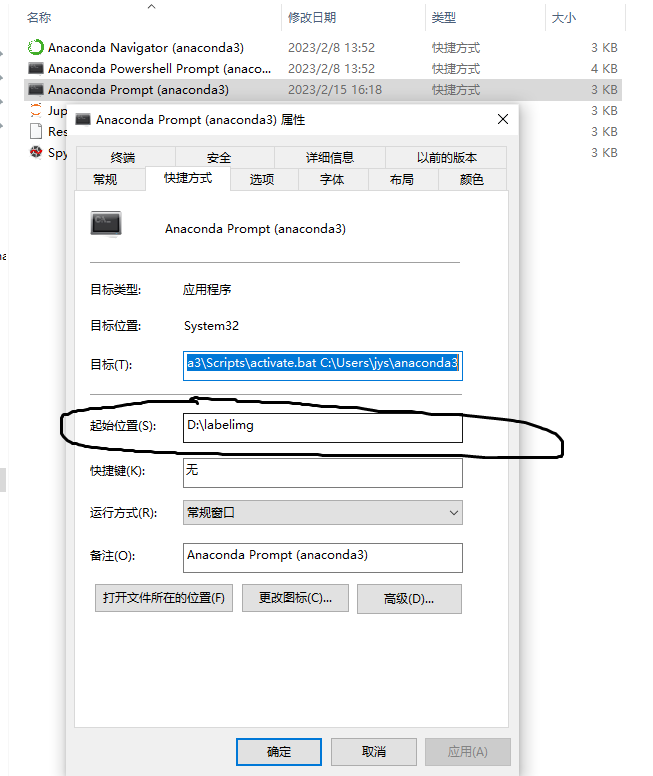 名称 修改日期 类型 大小
Anaconda Navigator (anaconda3) 2023/2/8 13:52 快捷方式 3 KB
Anaconda Powershell Prompt (anaco... 2023/2/8 13:52 快捷方式 4 KB
Anaconda Prompt (anaconda3) 2023/2/15 16:18 快捷方式 3 KB
Jup 3 KB
Res 3 KB
Spy 3 KB
Anaconda Prompt (anaconda3) 属性
终端 安全 详细信息 以前的版本
常规 快捷方式 选项 字体 布局 颜色
Anaconda Prompt (anaconda3)
目标类型: 应用程序
目标位置: System32
目标(T): a3\Scripts\activate.bat C:\Users\jys\anaconda3
起始位置(S): D:\labelimg
快捷键(K): 无
运行方式(R): 常规窗口
备注(O): Anaconda Prompt (anaconda3)
打开文件所在的位置(F) 更改图标(C)... 高级(D)...
确定 取消 应用(A)